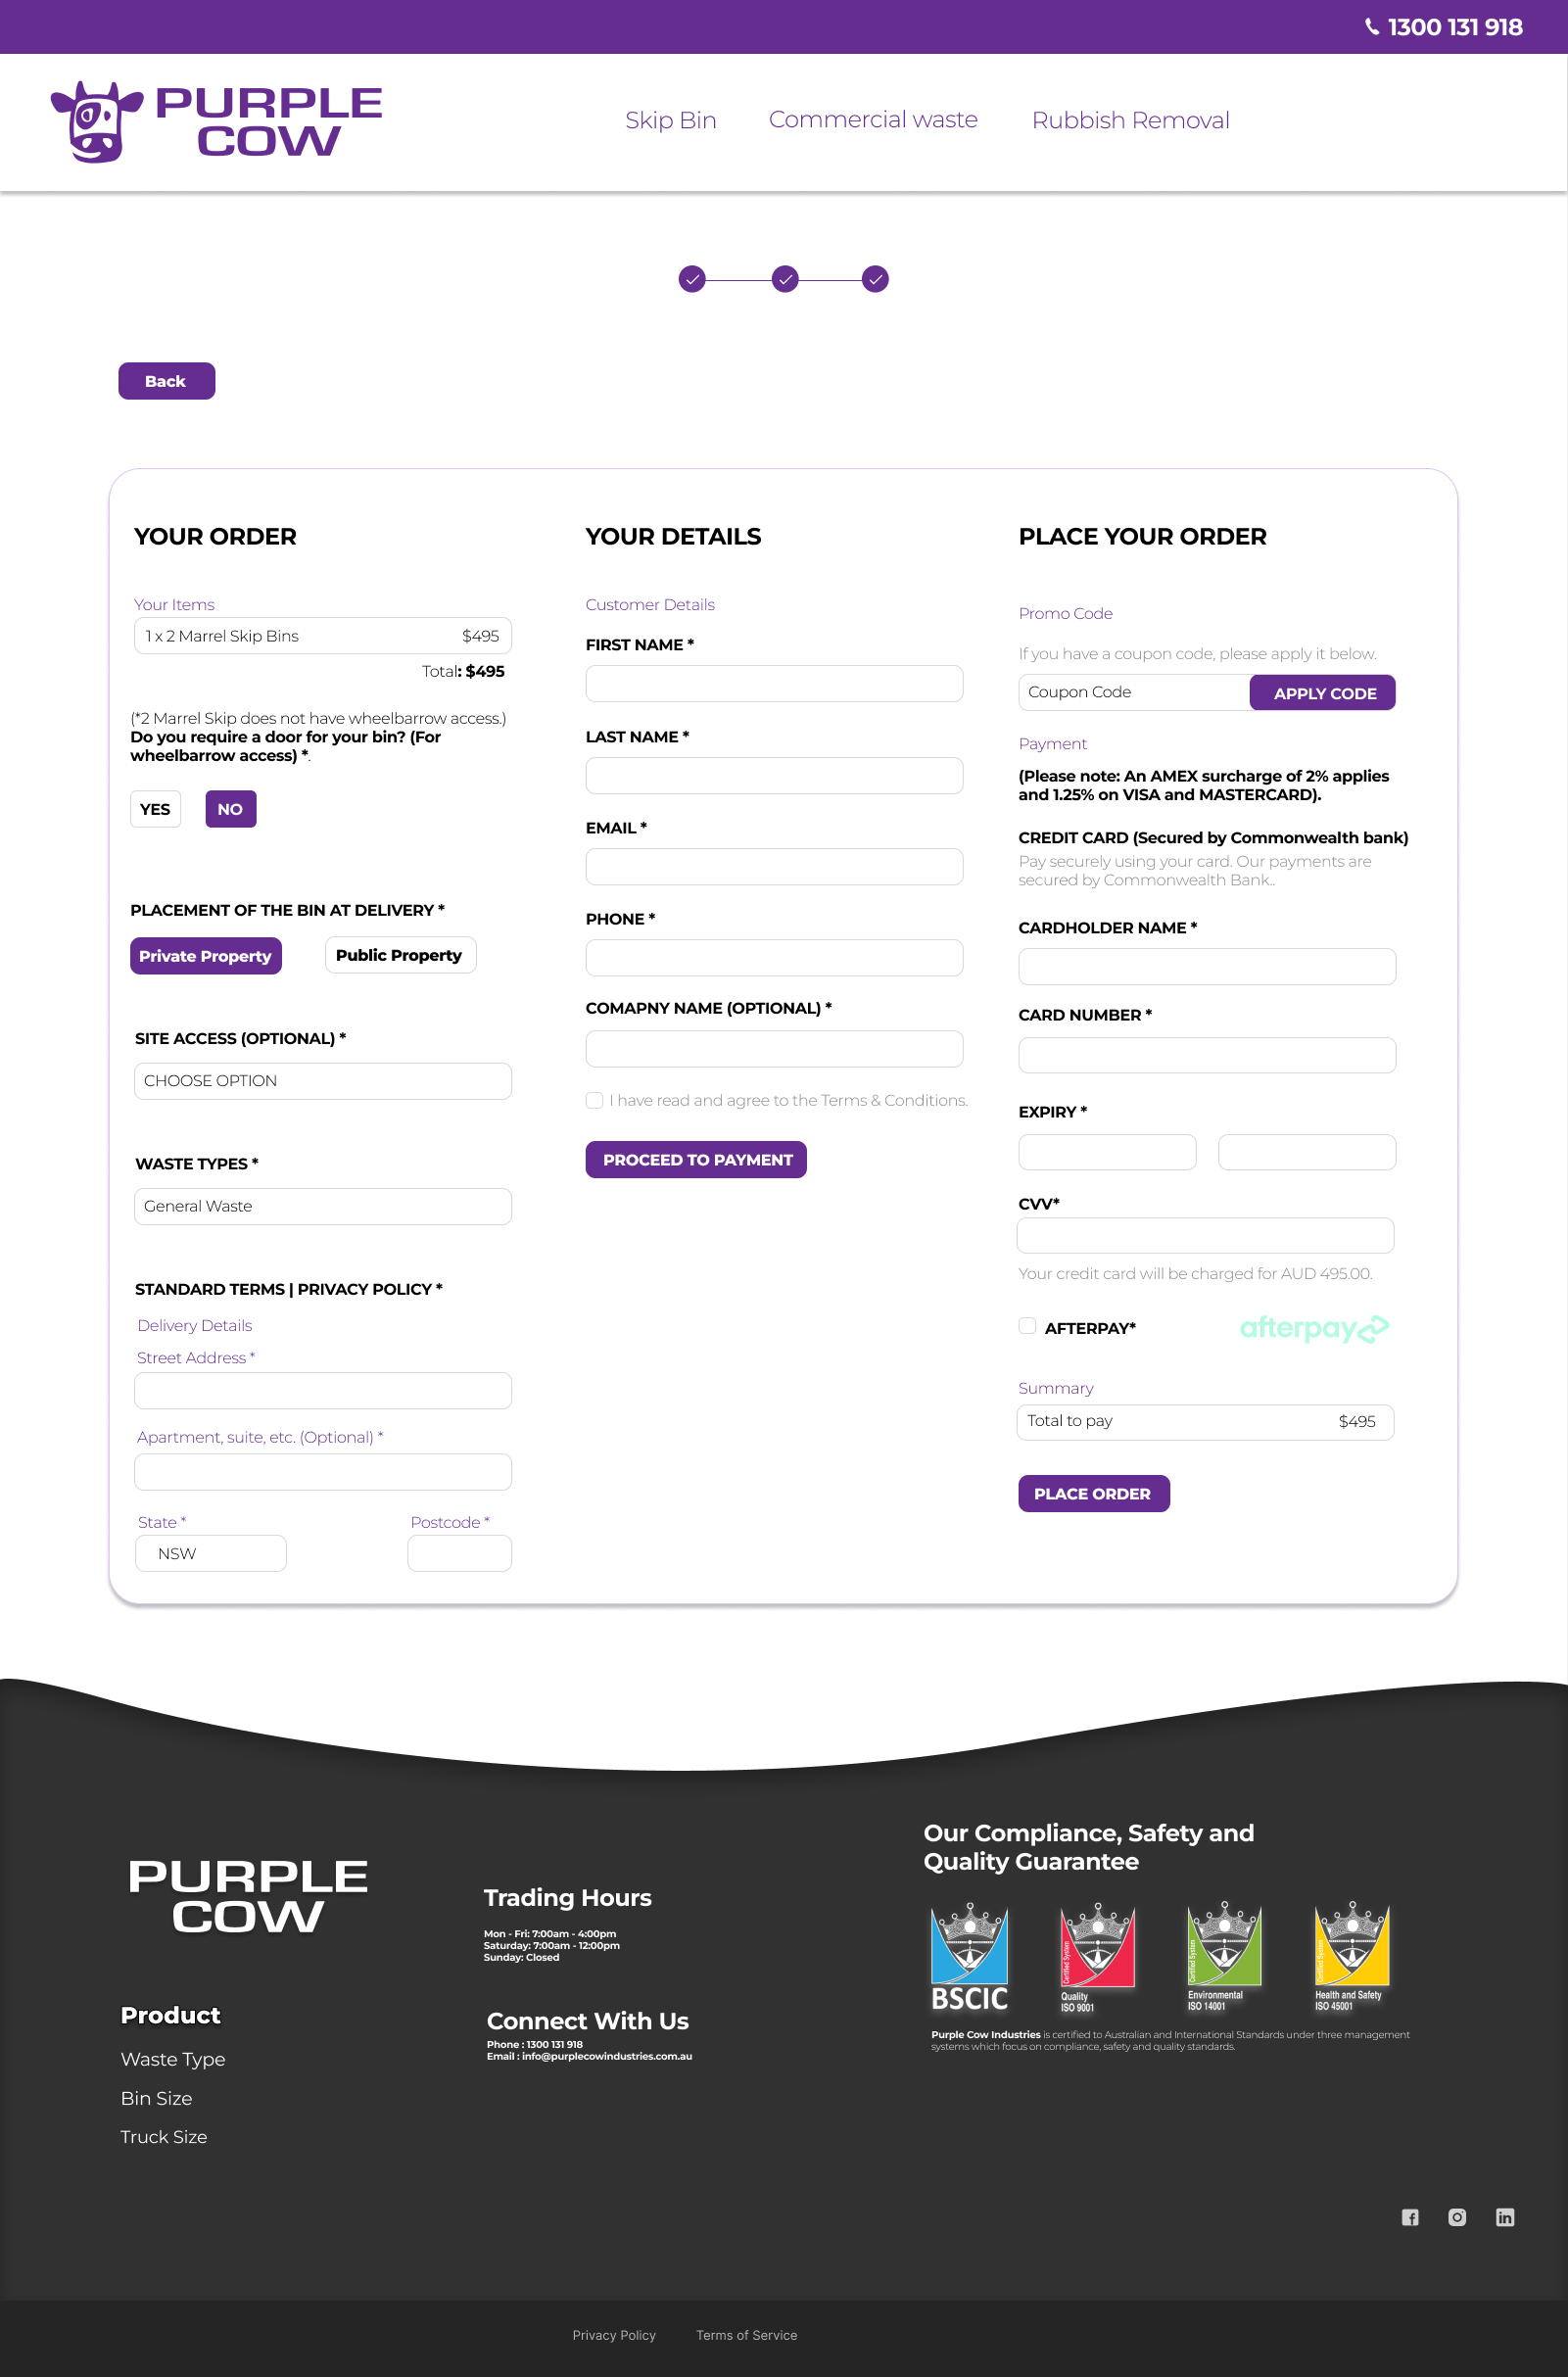 1300 131 918
PURPLE
COW
Skip Bin
Commercial waste
Rubbish Removal
Back
YOUR ORDER
Your Items
1 x 2 Marrel Skip Bins $495
Total: $495
(*2 Marrel Skip does not have wheelbarrow access.)
Do you require a door for your bin? (For
wheelbarrow access) *.
YES NO
PLACEMENT OF THE BIN AT DELIVERY *
Private Property Public Property
SITE ACCESS (OPTIONAL) *
CHOOSE OPTION
WASTE TYPES *
General Waste
STANDARD TERMS | PRIVACY POLICY *
Delivery Details
Street Address *
Apartment, suite, etc. (Optional) *
State * Postcode *
NSW
YOUR DETAILS
Customer Details
FIRST NAME *
LAST NAME *
EMAIL *
PHONE *
COMAPNY NAME (OPTIONAL) *
I have read and agree to the Terms & Conditions.
PROCEED TO PAYMENT
PLACE YOUR ORDER
Promo Code
If you have a coupon code, please apply it below.
Coupon Code APPLY CODE
Payment
(Please note: An AMEX surcharge of 2% applies
and 1.25% on VISA and MASTERCARD).
CREDIT CARD (Secured by Commonwealth bank)
Pay securely using your card. Our payments are
secured by Commonwealth Bank..
CARDHOLDER NAME *
CARD NUMBER *
EXPIRY *
CVV*
Your credit card will be charged for AUD 495.00.
AFTERPAY* afterpay
Summary
Total to pay $495
PLACE ORDER
PURPLE
COW
Product
Waste Type
Bin Size
Truck Size
Trading Hours
Mon - Fri: 7:00am - 4:00pm
Saturday: 7:00am - 12:00pm
Sunday: Closed
Connect With Us
Phone : 1300 131 918
Email : info@purplecowindustries.com.au
Our Compliance, Safety and
Quality Guarantee
BSCIC
Certified System
Quality
ISO 9001
Certified System
Environmental
ISO 14001
Certified System
Health and Safety
ISO 45001
Purple Cow Industries is certified to Australian and International Standards under three management
systems which focus on compliance, safety and quality standards.
Privacy Policy Terms of Service